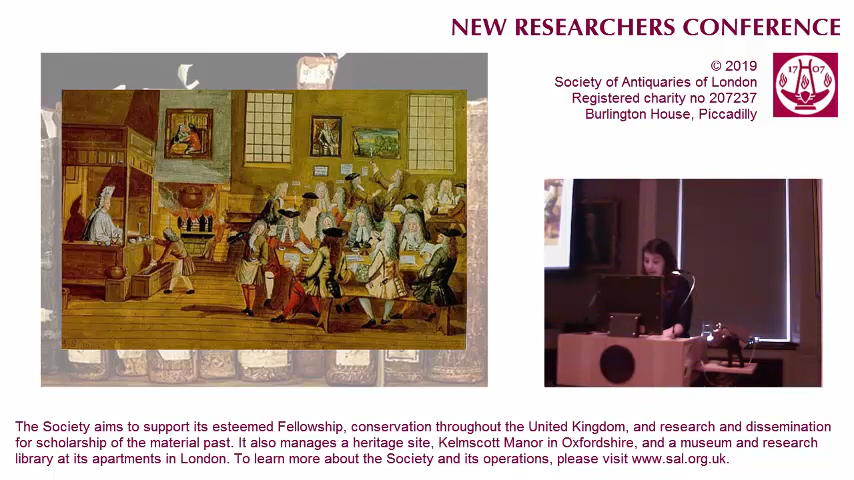 NEW RESEARCHERS CONFERENCE
© 2019
Society of Antiquaries of London
Registered charity no 207237
Burlington House, Piccadilly
17 07
The Society aims to support its esteemed Fellowship, conservation throughout the United Kingdom, and research and dissemination
for scholarship of the material past. It also manages a heritage site, Kelmscott Manor in Oxfordshire, and a museum and research
library at its apartments in London. To learn more about the Society and its operations, please visit www.sal.org.uk.